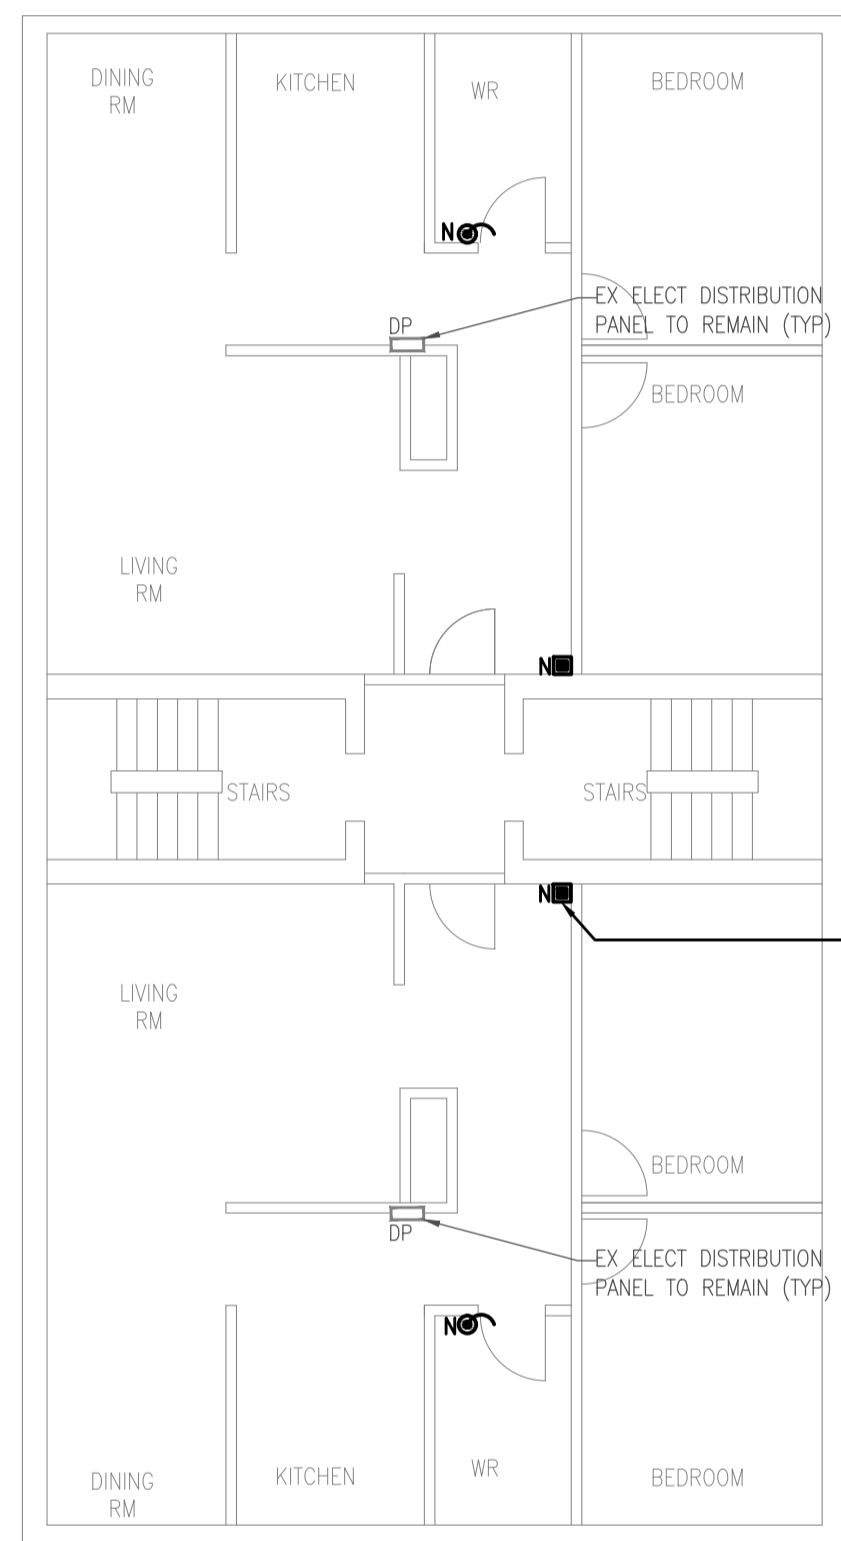 DINING
RM
KITCHEN
WR
BEDROOM
N
EX ELECT DISTRIBUTION
PANEL TO REMAIN (TYP)
DP
BEDROOM
LIVING
RM
N
STAIRS
STAIRS
N
LIVING
RM
BEDROOM
DP
EX ELECT DISTRIBUTION
PANEL TO REMAIN (TYP)
N
DINING
RM
KITCHEN
WR
BEDROOM